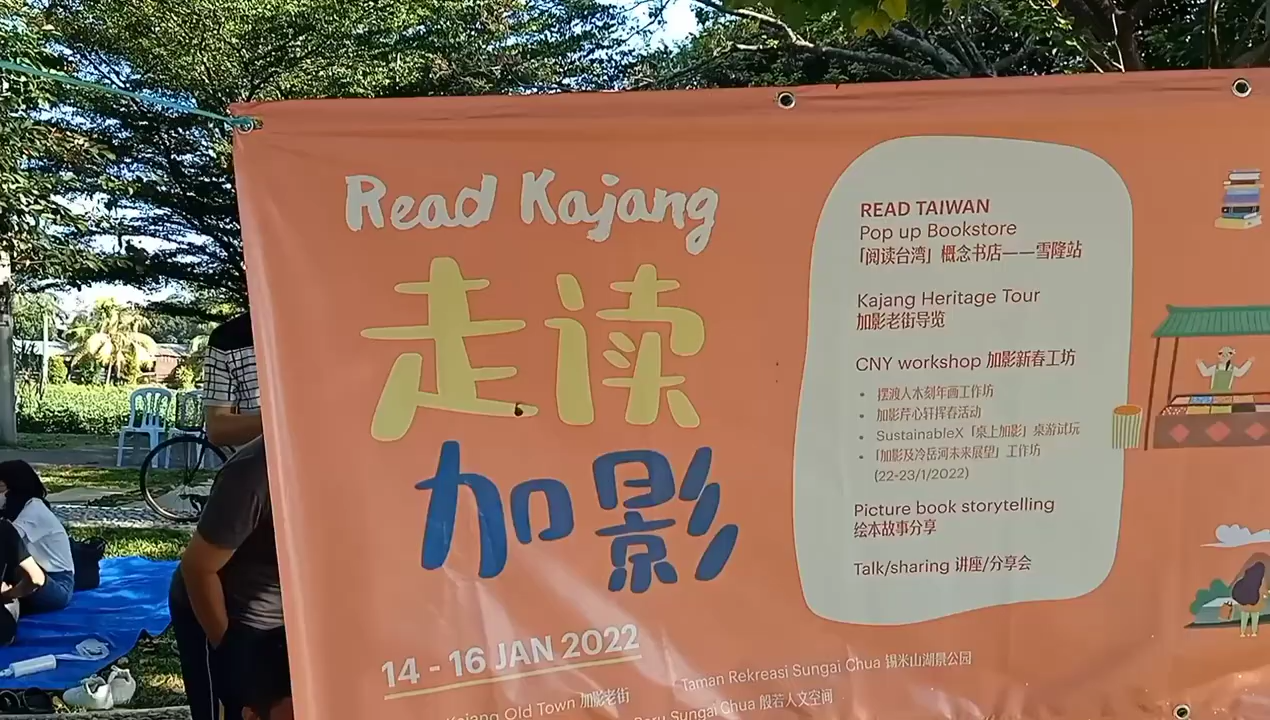 Read Kajang
走读
加影
14 - 16 JAN 2022
Kajang Old Town 加影老街
Taman Rekreasi Sungai Chua 锡米山湖景公园
Baru Sungai Chua 般若人文空间
READ TAIWAN
Pop up Bookstore
「阅读台湾」概念书店——雪隆站
Kajang Heritage Tour
加影老街导览
CNY workshop 加影新春工坊
• 摆渡人木刻年画工作坊
• 加影芹心轩挥春活动
• SustainableX「桌上加影」桌游试玩
• 「加影及冷岳河未来展望」工作坊
(22-23/1/2022)
Picture book storytelling
绘本故事分享
Talk/sharing 讲座/分享会